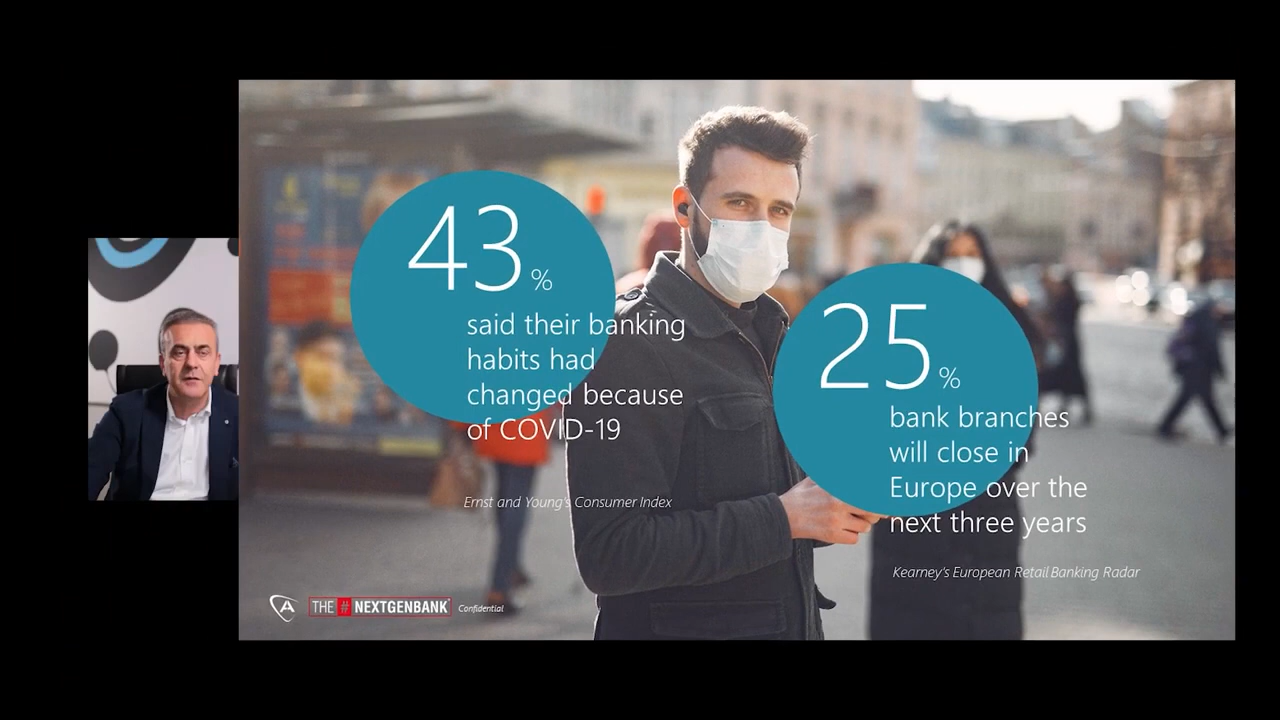 43%
said their banking
habits had
changed because
of COVID-19
Ernst and Young's Consumer Index
25%
bank branches
will close in
Europe over the
next three years
Kearney's European Retail Banking Radar
THE # NEXTGENBANK Confidential